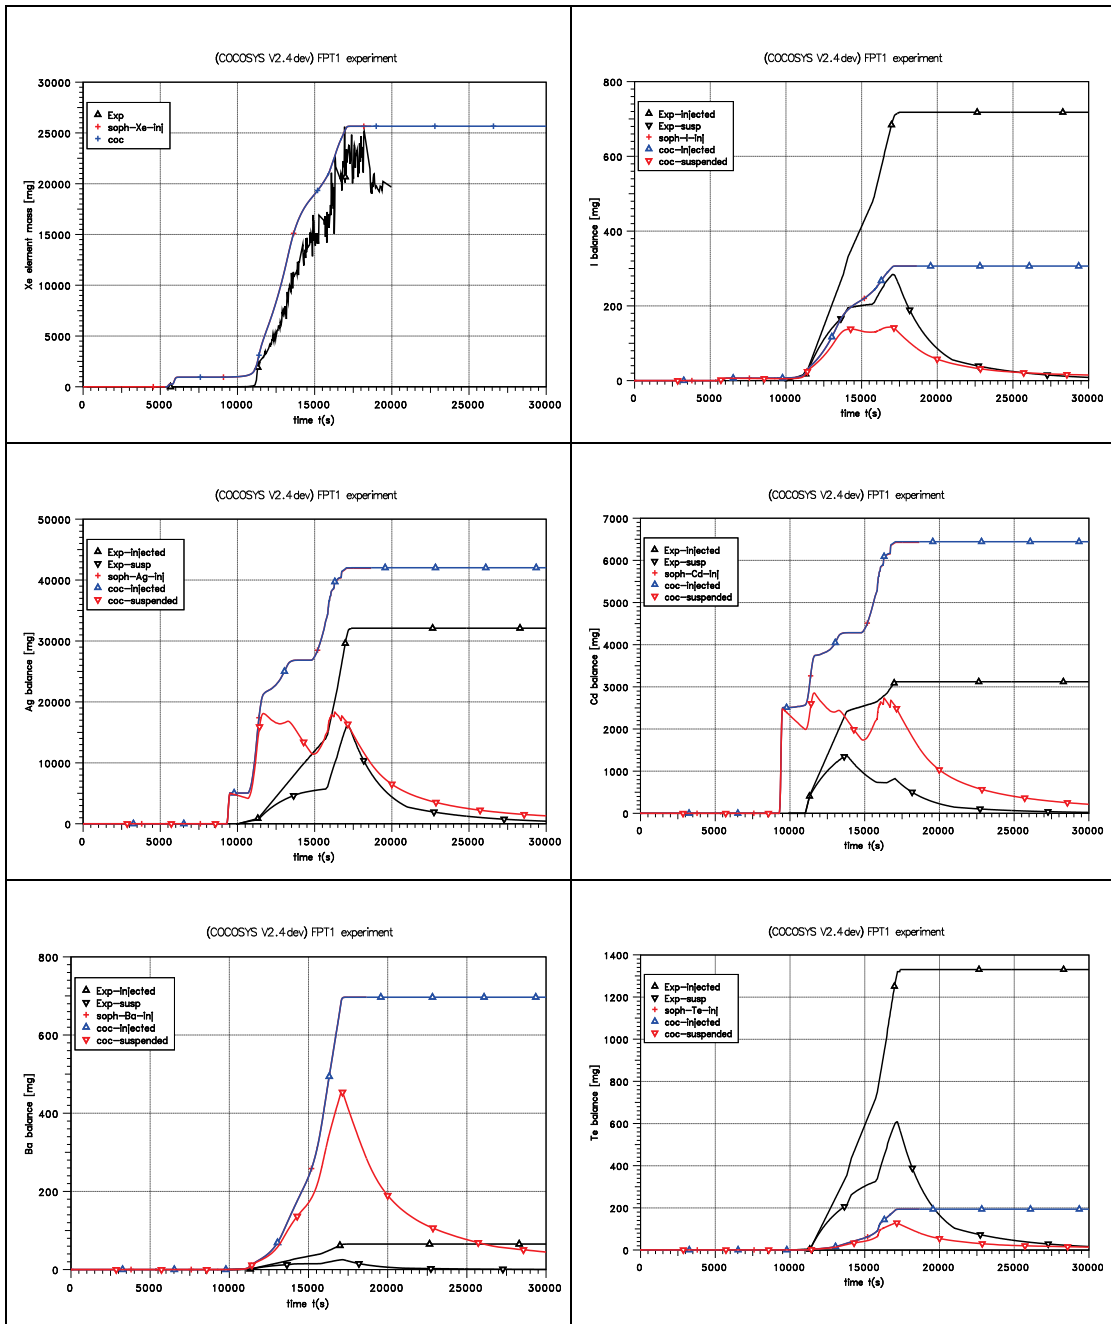 (COCOSYS V2.4dev) FPT1 experiment
30000
25000
20000
15000
10000
5000
0
Xe element mass [mg]
Exp
soph-Xe-inj
coc
0 5000 10000 15000 20000 25000 30000
time t(s)
(COCOSYS V2.4dev) FPT1 experiment
800
600
400
200
0
I balance [mg]
Exp-injected
Exp-susp
soph-I-inj
coc-injected
coc-suspended
0 5000 10000 15000 20000 25000 30000
time t(s)
(COCOSYS V2.4dev) FPT1 experiment
50000
40000
30000
20000
10000
0
Ag balance [mg]
Exp-injected
Exp-susp
soph-Ag-inj
coc-injected
coc-suspended
0 5000 10000 15000 20000 25000 30000
time t(s)
(COCOSYS V2.4dev) FPT1 experiment
7000
6000
5000
4000
3000
2000
1000
0
Cd balance [mg]
Exp-injected
Exp-susp
soph-Cd-inj
coc-injected
coc-suspended
0 5000 10000 15000 20000 25000 30000
time t(s)
(COCOSYS V2.4dev) FPT1 experiment
800
600
400
200
0
Ba balance [mg]
Exp-injected
Exp-susp
soph-Ba-inj
coc-injected
coc-suspended
0 5000 10000 15000 20000 25000 30000
time t(s)
(COCOSYS V2.4dev) FPT1 experiment
1400
1200
1000
800
600
400
200
0
Te balance [mg]
Exp-injected
Exp-susp
soph-Te-inj
coc-injected
coc-suspended
0 5000 10000 15000 20000 25000 30000
time t(s)